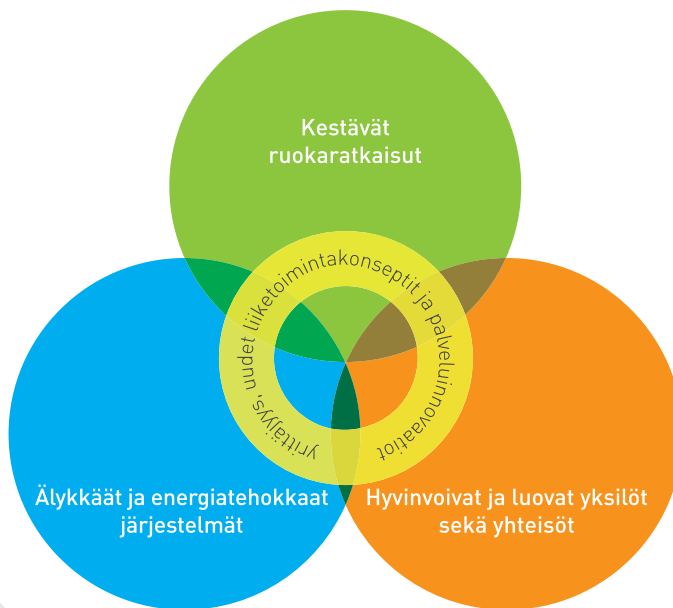 Kestävät
ruokaratkaisut
yrittäjyys, uudet liiketoimintakonseptit ja palveluinnovaatiot
Älykkäät ja energiatehokkaat
järjestelmät
Hyvinvoivat ja luovat yksilöt
sekä yhteisöt